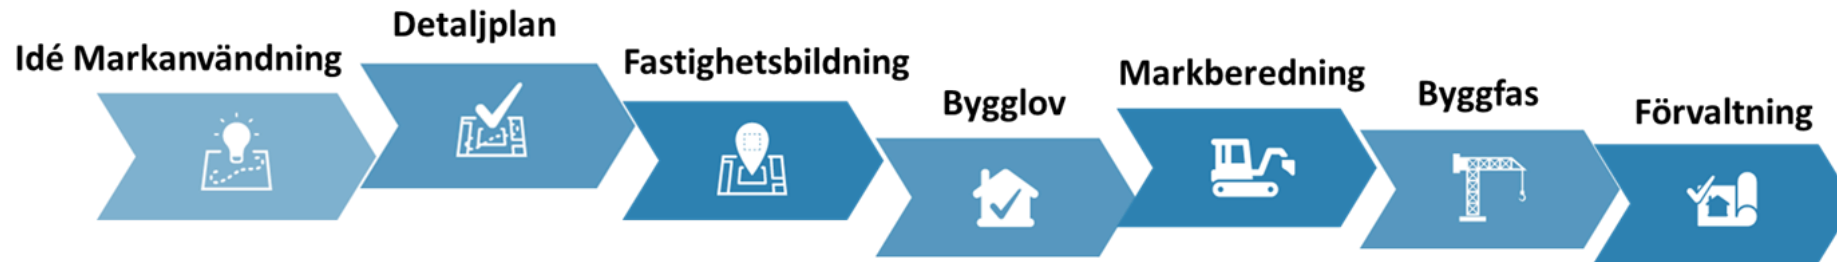 Idé Markanvändning
Detaljplan
Fastighetsbildning
Bygglov
Markberedning
Byggfas
Förvaltning